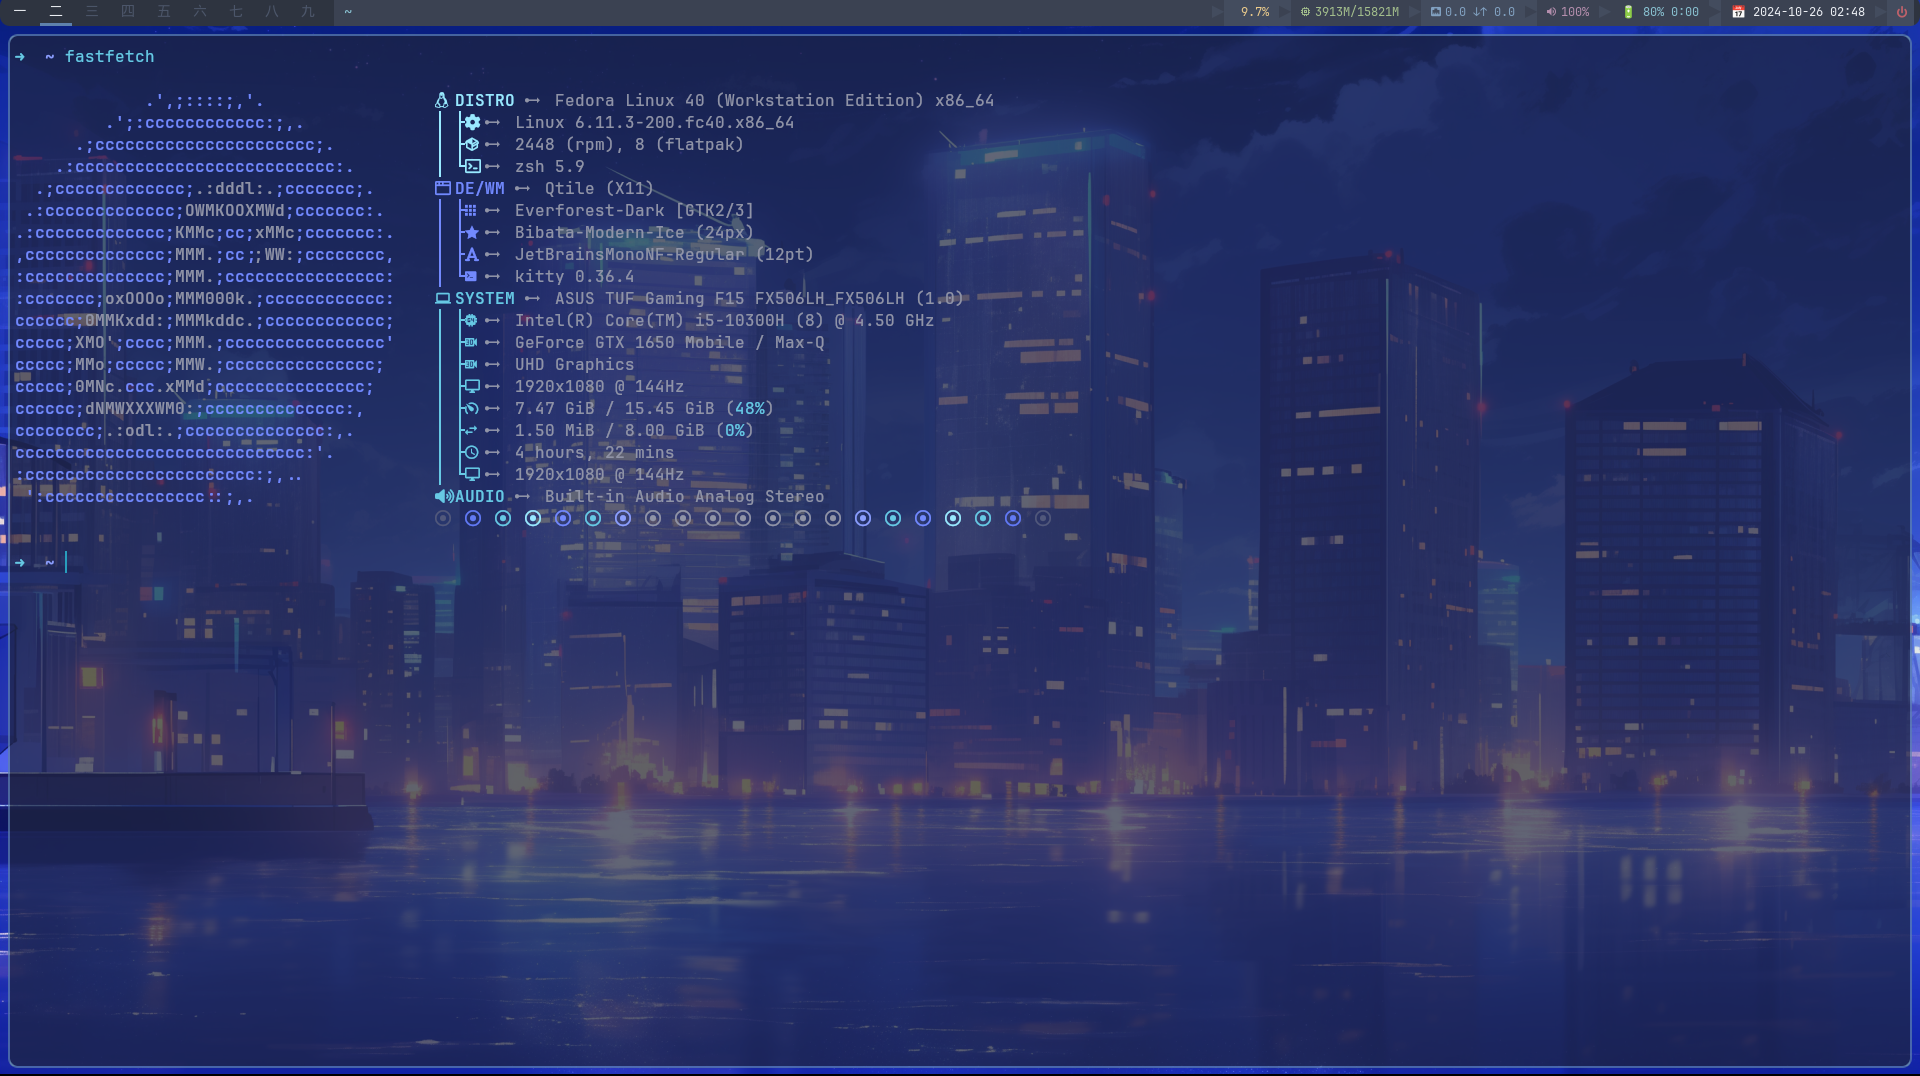 一 二 三 四 五 六 七 八 九 ~ 9.7% 3913M/15821M 0.0 ↓↑ 0.0 100% 80% 0:00 2024-10-26 02:48
➜ ~ fastfetch
.',;::::;,'. DISTRO Fedora Linux 40 (Workstation Edition) x86_64
.';:cccccccccccc:;,. Linux 6.11.3-200.fc40.x86_64
.;cccccccccccccccccccccc;. 2448 (rpm), 8 (flatpak)
.:cccccccccccccccccccccccccc:. zsh 5.9
.;ccccccccccccc;.:dddl:.;ccccccc;. DE/WM Qtile (X11)
.:ccccccccccccc;OWMKOOXMWd;ccccccc:. Everforest-Dark [GTK2/3]
.:ccccccccccccc;KMMc;cc;xMMc;ccccccc:. Bibata-Modern-Ice (24px)
,cccccccccccccc;MMM.;cc;;WW:;cccccccc, JetBrainsMonoNF-Regular (12pt)
:cccccccccccccc;MMM.;cccccccccccccccc: kitty 0.36.4
:ccccccc;oxOOOo;MMM000k.;cccccccccccc: SYSTEM ASUS TUF Gaming F15 FX506LH_FX506LH (1.0)
cccccc;0MMKxdd:;MMMkddc.;cccccccccccc; Intel(R) Core(TM) i5-10300H (8) @ 4.50 GHz
ccccc;XMO';cccc;MMM.;cccccccccccccccc' GeForce GTX 1650 Mobile / Max-Q
ccccc;MMo;ccccc;MMW.;ccccccccccccccc; UHD Graphics
ccccc;0MNc.ccc.xMMd;ccccccccccccccc; 1920x1080 @ 144Hz
cccccc;dNMWXXXWM0:;cccccccccccccc:, 7.47 GiB / 15.45 GiB (48%)
cccccccc;.:odl:.;cccccccccccccc:,. 1.50 MiB / 8.00 GiB (0%)
ccccccccccccccccccccccccccccc:'. 4 hours, 22 mins
:ccccccccccccccccccccccc:;,.. 1920x1080 @ 144Hz
':cccccccccccccccc::;,. AUDIO Built-in Audio Analog Stereo
➜ ~